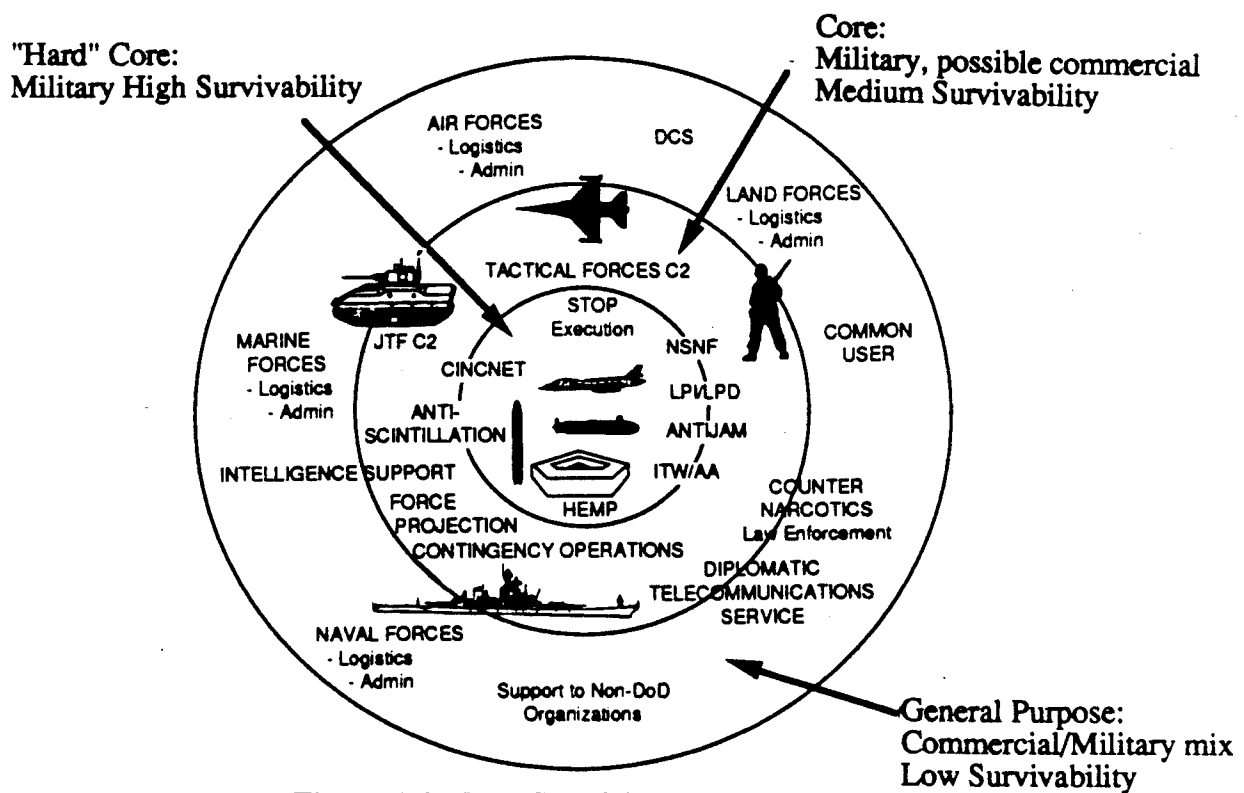 "Hard" Core:
Military High Survivability
Core:
Military, possible commercial
Medium Survivability
AIR FORCES
- Logistics
- Admin
DCS
LAND FORCES
- Logistics
- Admin
TACTICAL FORCES C2
STOP
Execution
JTF C2
NSNF
COMMON
USER
MARINE
FORCES
- Logistics
- Admin
CINCNET
LPI/LPD
ANTI-
SCINTILLATION
ANTIJAM
INTELLIGENCE SUPPORT
ITW/AA
HEMP
FORCE
PROJECTION
CONTINGENCY OPERATIONS
COUNTER
NARCOTICS
Law Enforcement
DIPLOMATIC
TELECOMMUNICATIONS
SERVICE
NAVAL FORCES
- Logistics
- Admin
Support to Non-DoD
Organizations
General Purpose:
Commercial/Military mix
Low Survivability